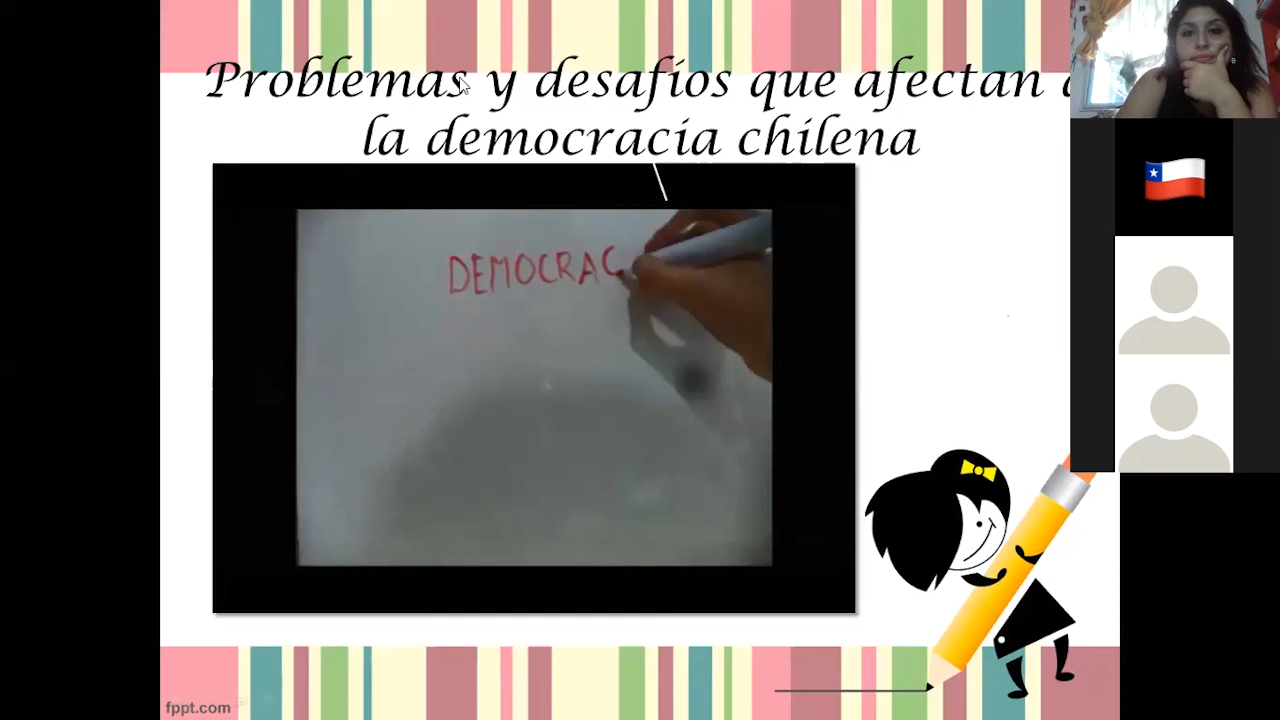 Problemas y desafíos que afectan a
la democracia chilena
DEMOCRAC
fppt.com